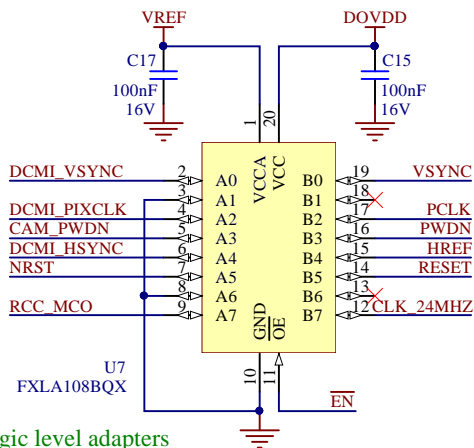 VREF DOVDD
C17 C15
100nF 100nF
16V 16V
1 20
VCCA VCC
DCMI_VSYNC 2 A0 B0 19 VSYNC
3 A1 B1 18
DCMI_PIXCLK 4 A2 B2 17 PCLK
CAM_PWDN 5 A3 B3 16 PWDN
DCMI_HSYNC 6 A4 B4 15 HREF
NRST 7 A5 B5 14 RESET
8 A6 B6 13
RCC_MCO 9 A7 B7 12 CLK_24MHZ
GND OE
U7 10 11
FXLA108BQX
EN
gic level adapters